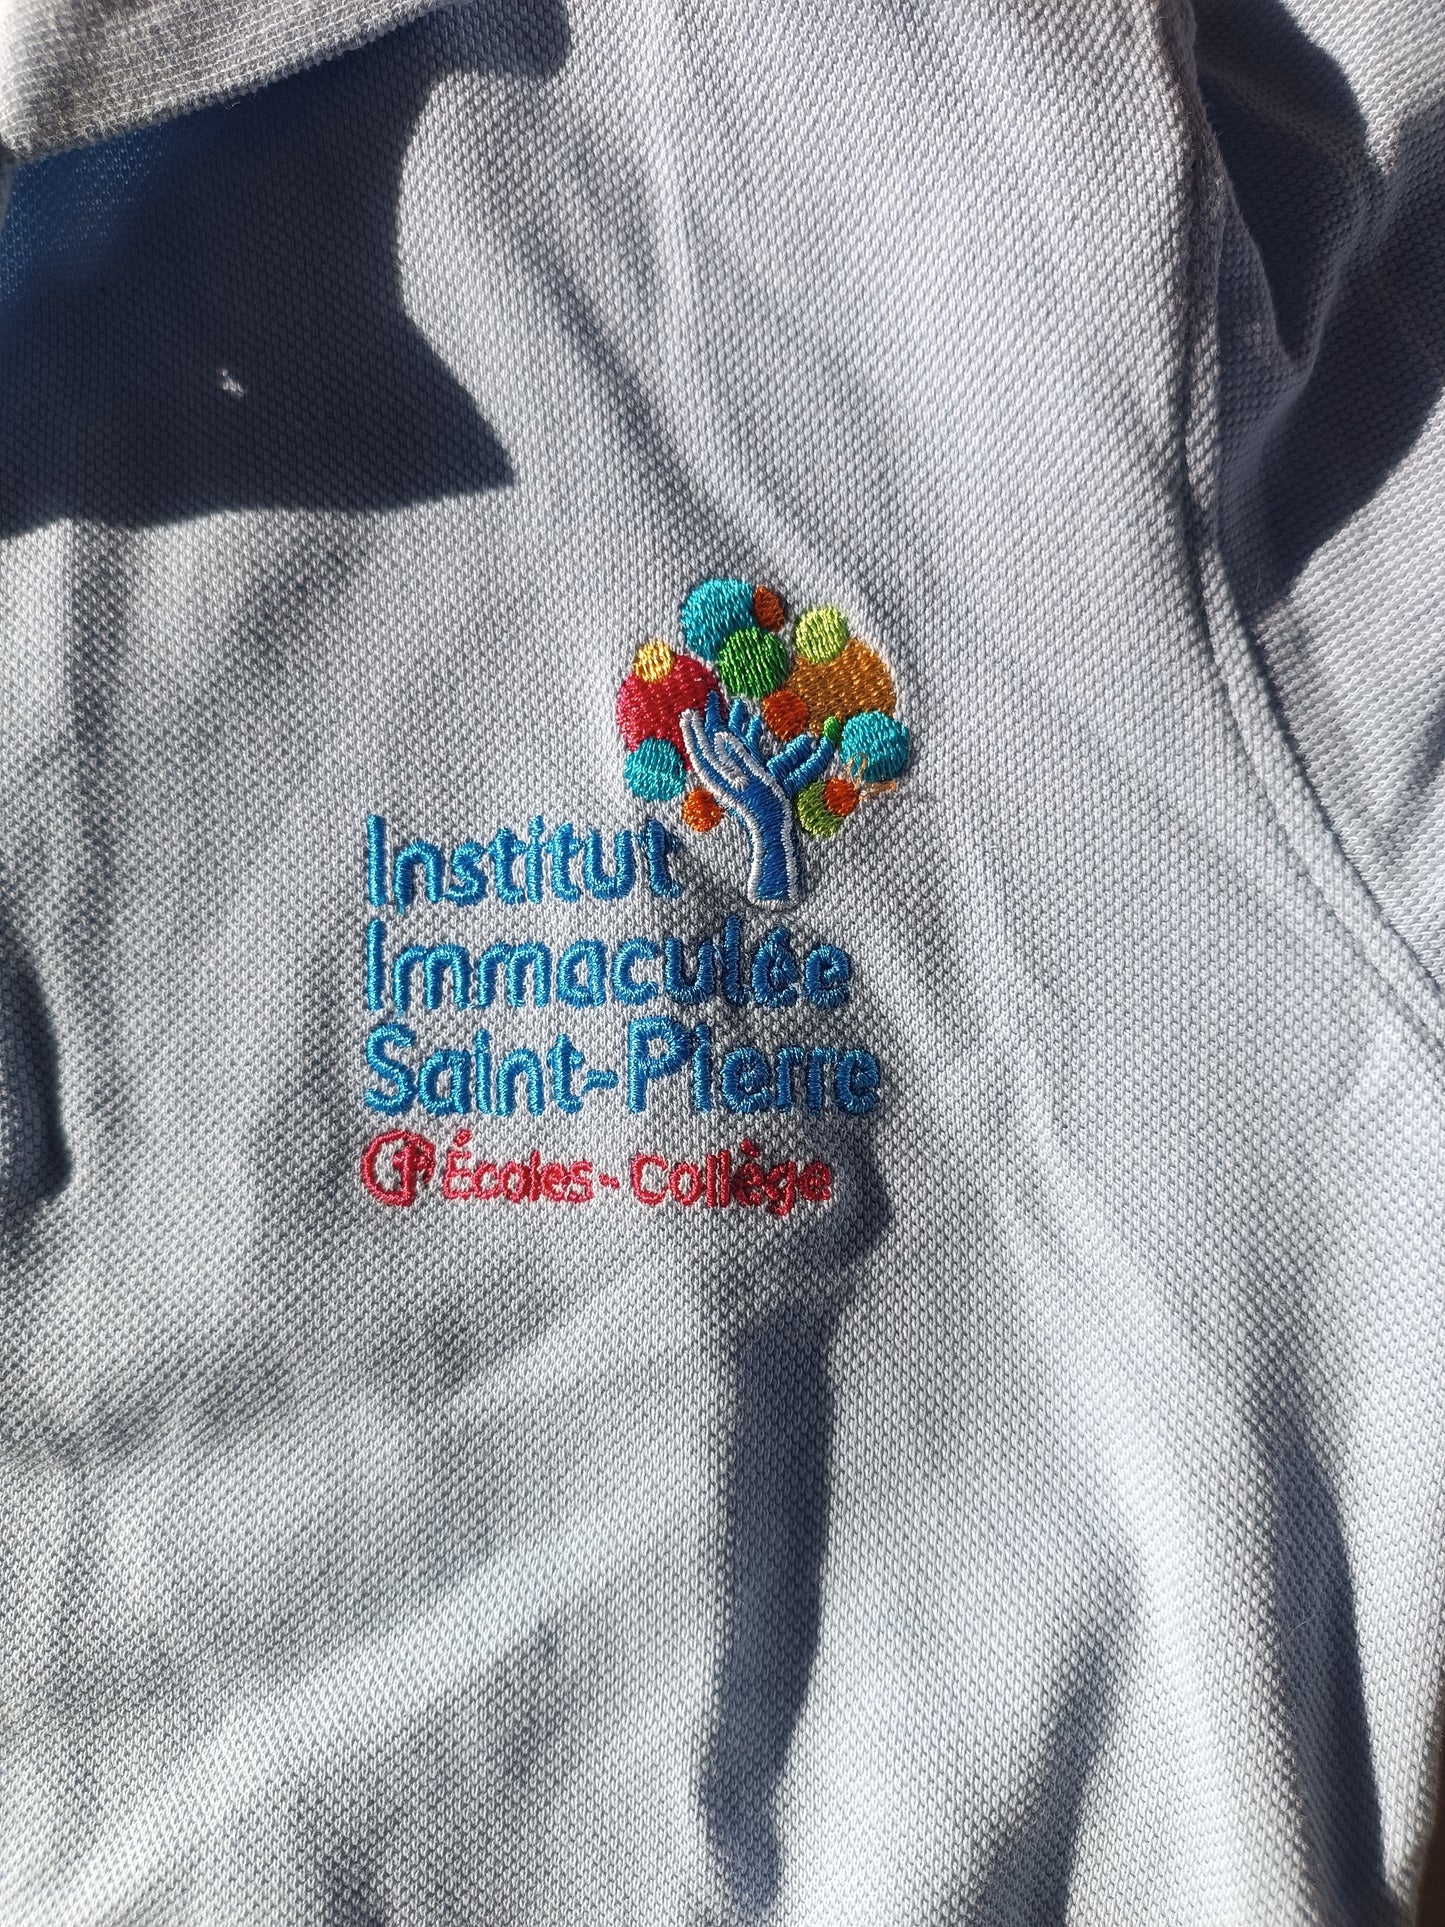 Institut
Immaculée
Saint-Pierre
Écoles - Collège